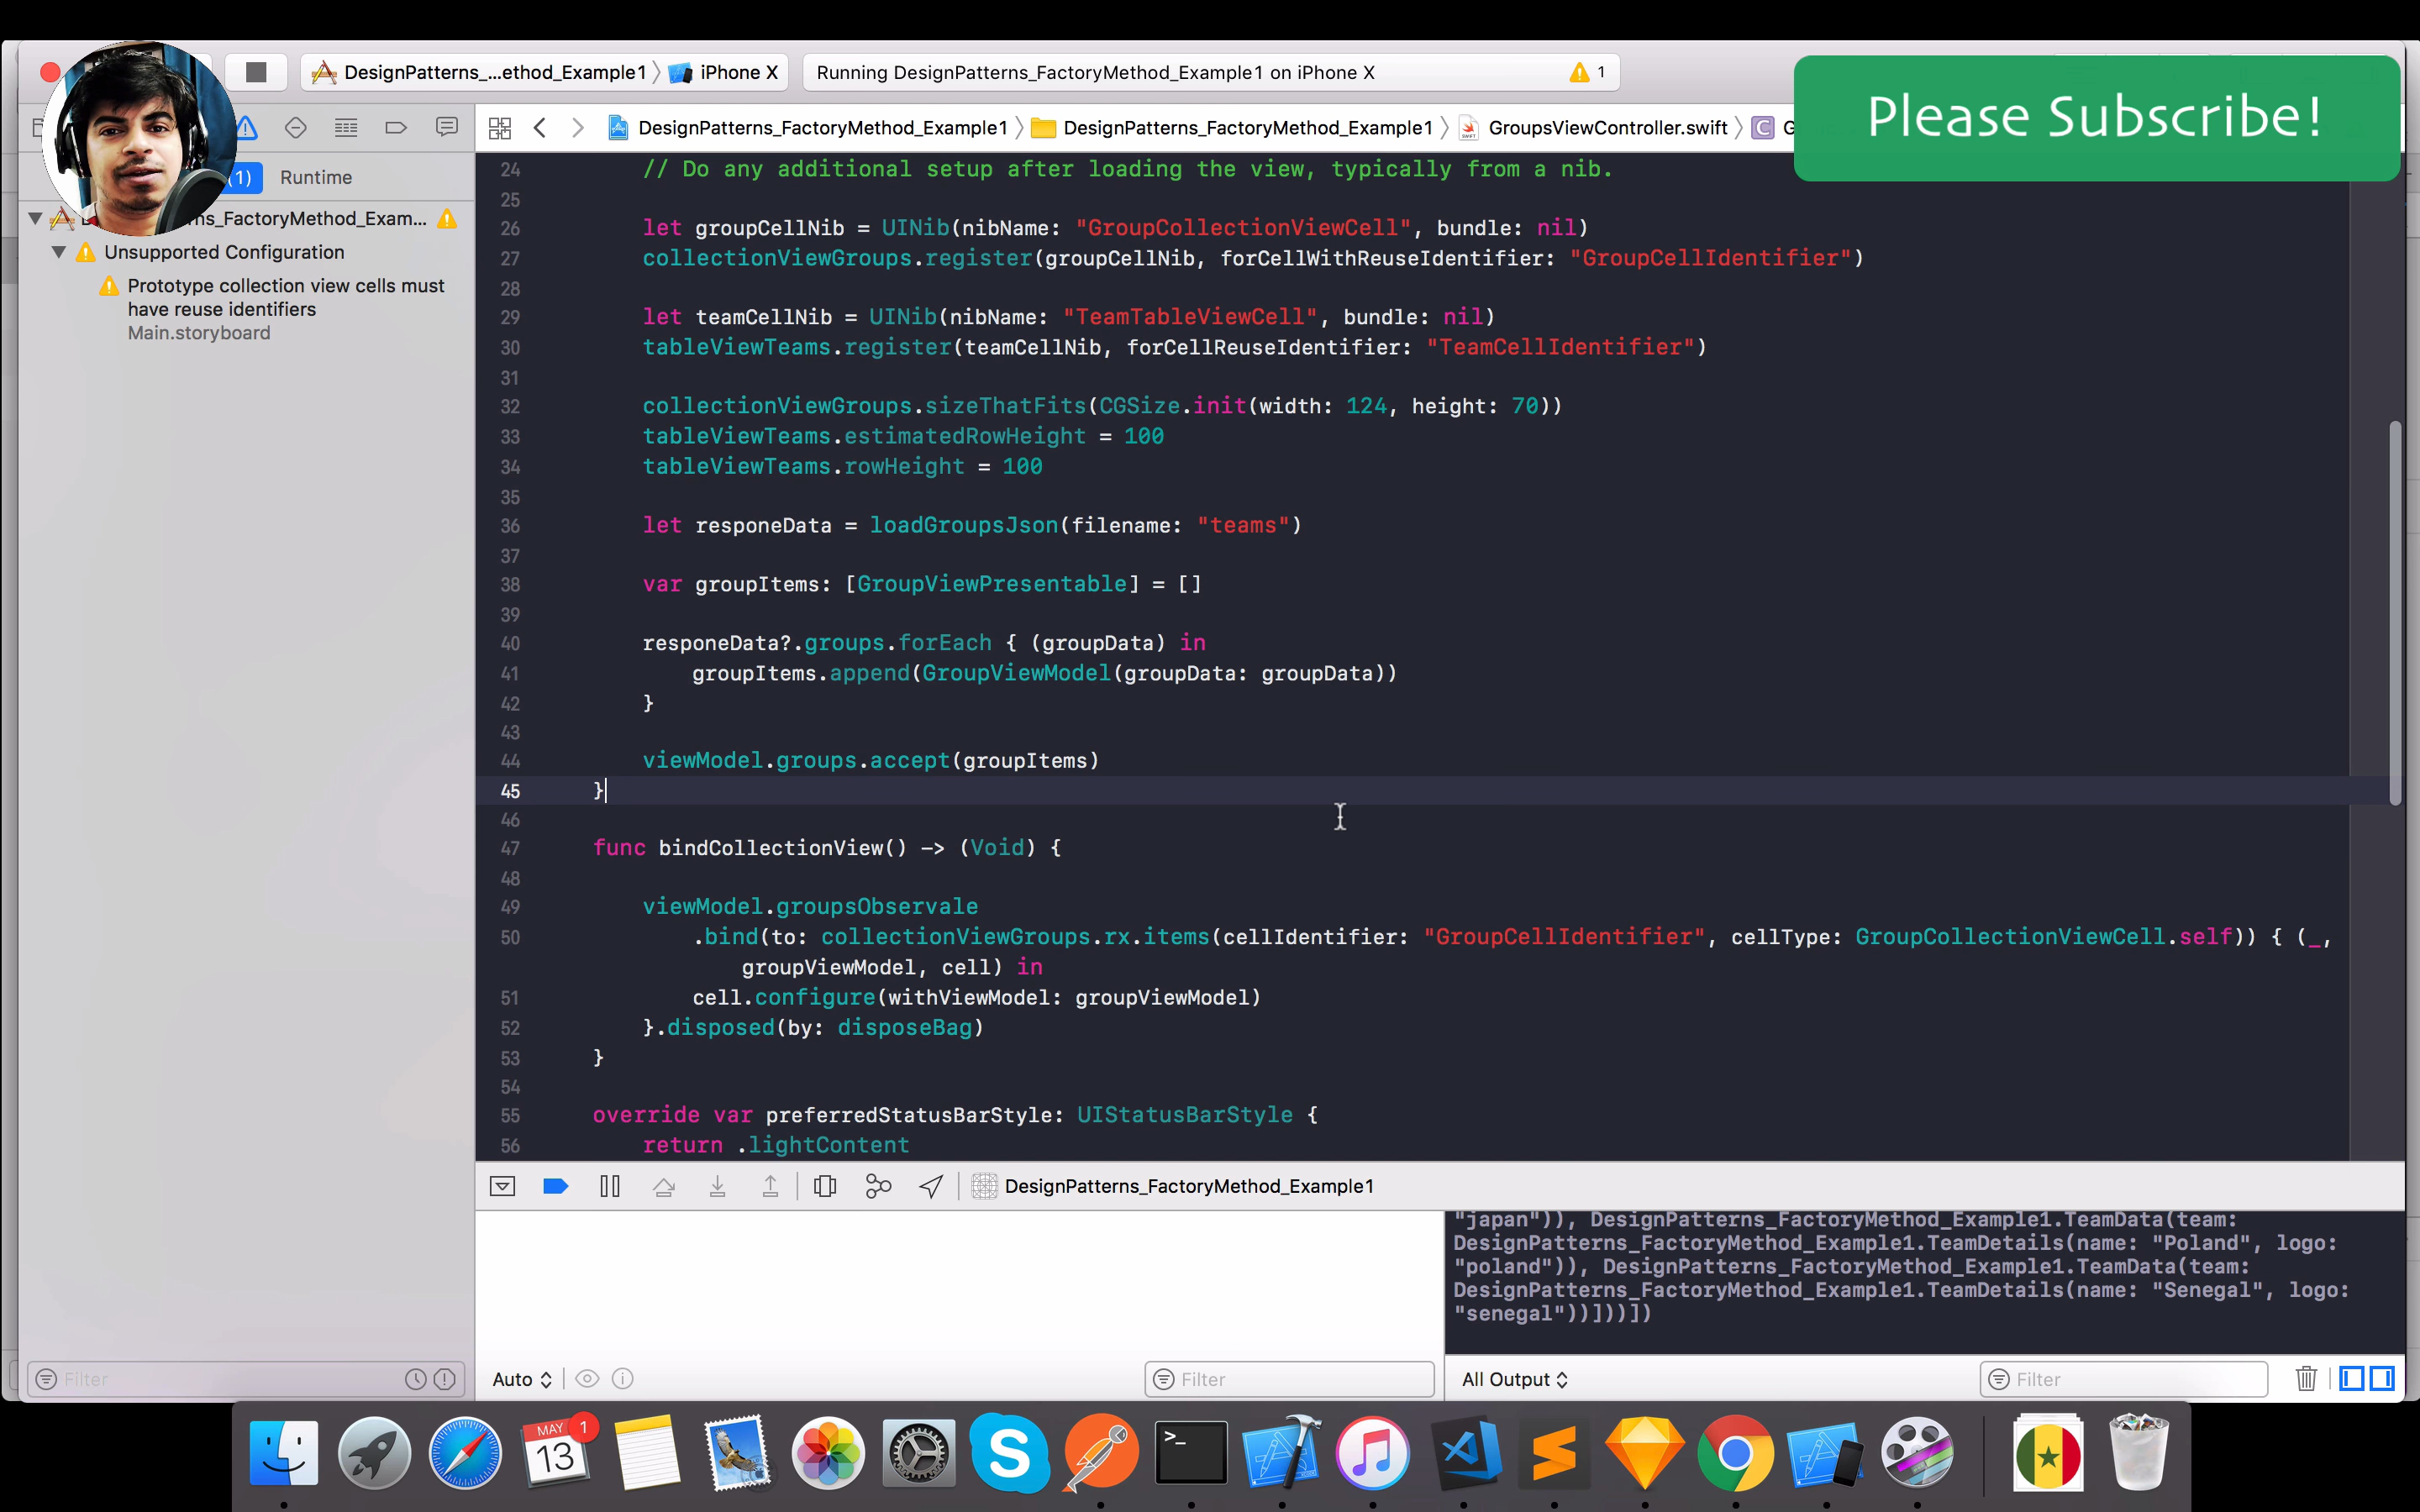 DesignPatterns_...ethod_Example1 iPhone X
Running DesignPatterns_FactoryMethod_Example1 on iPhone X
1
Please Subscribe!
DesignPatterns_FactoryMethod_Example1 DesignPatterns_FactoryMethod_Example1 GroupsViewController.swift C
(1) Runtime
ns_FactoryMethod_Exam...
Unsupported Configuration
Prototype collection view cells must
have reuse identifiers
Main.storyboard
24 // Do any additional setup after loading the view, typically from a nib.
25
26 let groupCellNib = UINib(nibName: "GroupCollectionViewCell", bundle: nil)
27 collectionViewGroups.register(groupCellNib, forCellWithReuseIdentifier: "GroupCellIdentifier")
28
29 let teamCellNib = UINib(nibName: "TeamTableViewCell", bundle: nil)
30 tableViewTeams.register(teamCellNib, forCellReuseIdentifier: "TeamCellIdentifier")
31
32 collectionViewGroups.sizeThatFits(CGSize.init(width: 124, height: 70))
33 tableViewTeams.estimatedRowHeight = 100
34 tableViewTeams.rowHeight = 100
35
36 let responeData = loadGroupsJson(filename: "teams")
37
38 var groupItems: [GroupViewPresentable] = []
39
40 responeData?.groups.forEach { (groupData) in
41 groupItems.append(GroupViewModel(groupData: groupData))
42 }
43
44 viewModel.groups.accept(groupItems)
45 }
46
47 func bindCollectionView() -> (Void) {
48
49 viewModel.groupsObservale
50 .bind(to: collectionViewGroups.rx.items(cellIdentifier: "GroupCellIdentifier", cellType: GroupCollectionViewCell.self)) { (_,
groupViewModel, cell) in
51 cell.configure(withViewModel: groupViewModel)
52 }.disposed(by: disposeBag)
53 }
54
55 override var preferredStatusBarStyle: UIStatusBarStyle {
56 return .lightContent
DesignPatterns_FactoryMethod_Example1
"japan")), DesignPatterns_FactoryMethod_Example1.TeamData(team:
DesignPatterns_FactoryMethod_Example1.TeamDetails(name: "Poland", logo:
"poland")), DesignPatterns_FactoryMethod_Example1.TeamData(team:
DesignPatterns_FactoryMethod_Example1.TeamDetails(name: "Senegal", logo:
"senegal"))]))])
Filter
Auto
Filter
All Output
Filter
MAY
13
1
S
>_